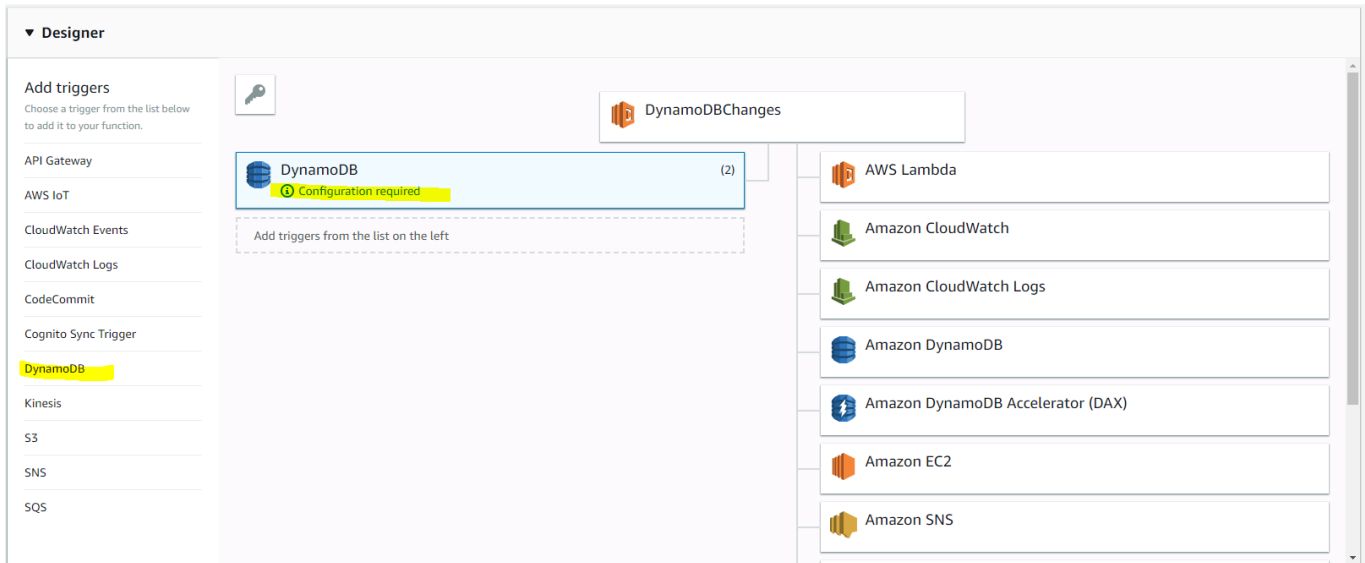 Designer
Add triggers
Choose a trigger from the list below
to add it to your function.
API Gateway
AWS IoT
CloudWatch Events
CloudWatch Logs
CodeCommit
Cognito Sync Trigger
DynamoDB
Kinesis
S3
SNS
SQS
DynamoDBChanges
DynamoDB (2)
Configuration required
Add triggers from the list on the left
AWS Lambda
Amazon CloudWatch
Amazon CloudWatch Logs
Amazon DynamoDB
Amazon DynamoDB Accelerator (DAX)
Amazon EC2
Amazon SNS